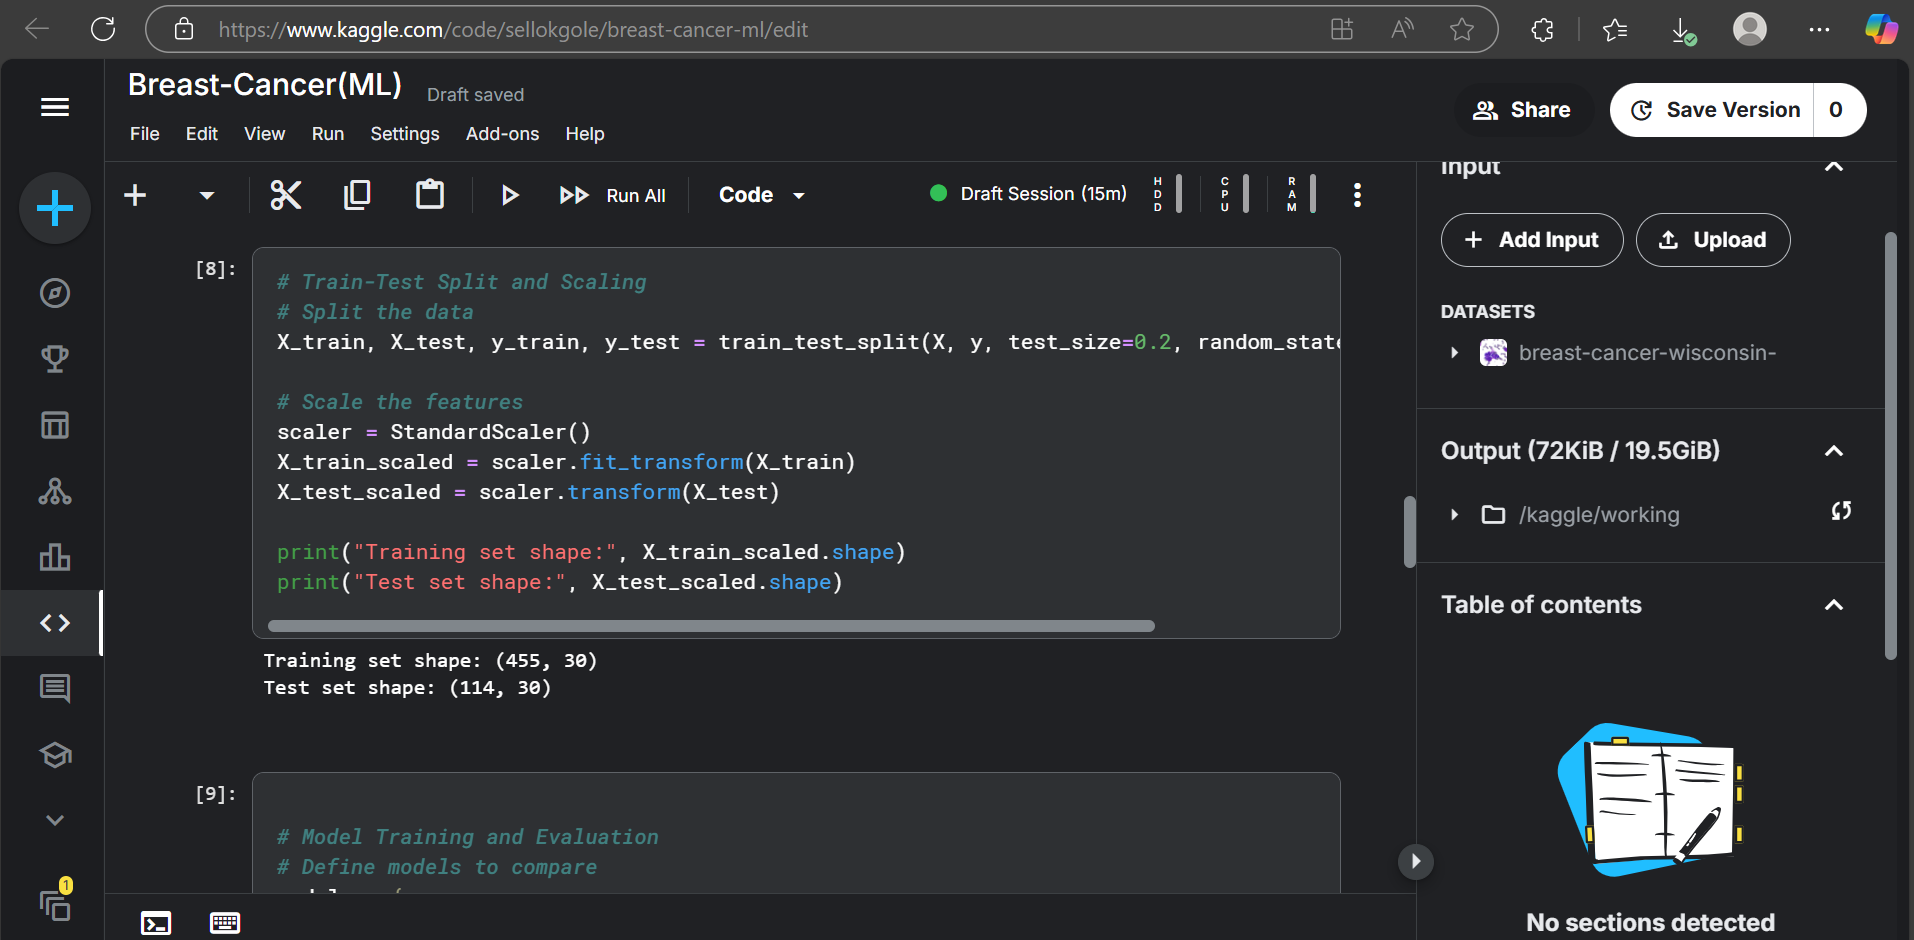 https://www.kaggle.com/code/sellokgole/breast-cancer-ml/edit
Breast-Cancer(ML)
Draft saved
File Edit View Run Settings Add-ons Help
Share
Save Version 0
Run All
Code
Draft Session (15m)
HDD
CPU
RAM
[8]:
# Train-Test Split and Scaling
# Split the data
X_train, X_test, y_train, y_test = train_test_split(X, y, test_size=0.2, random_state
# Scale the features
scaler = StandardScaler()
X_train_scaled = scaler.fit_transform(X_train)
X_test_scaled = scaler.transform(X_test)
print("Training set shape:", X_train_scaled.shape)
print("Test set shape:", X_test_scaled.shape)
Training set shape: (455, 30)
Test set shape: (114, 30)
[9]:
# Model Training and Evaluation
# Define models to compare
Input
Add Input
Upload
DATASETS
breast-cancer-wisconsin-
Output (72KiB / 19.5GiB)
/kaggle/working
Table of contents
No sections detected
1